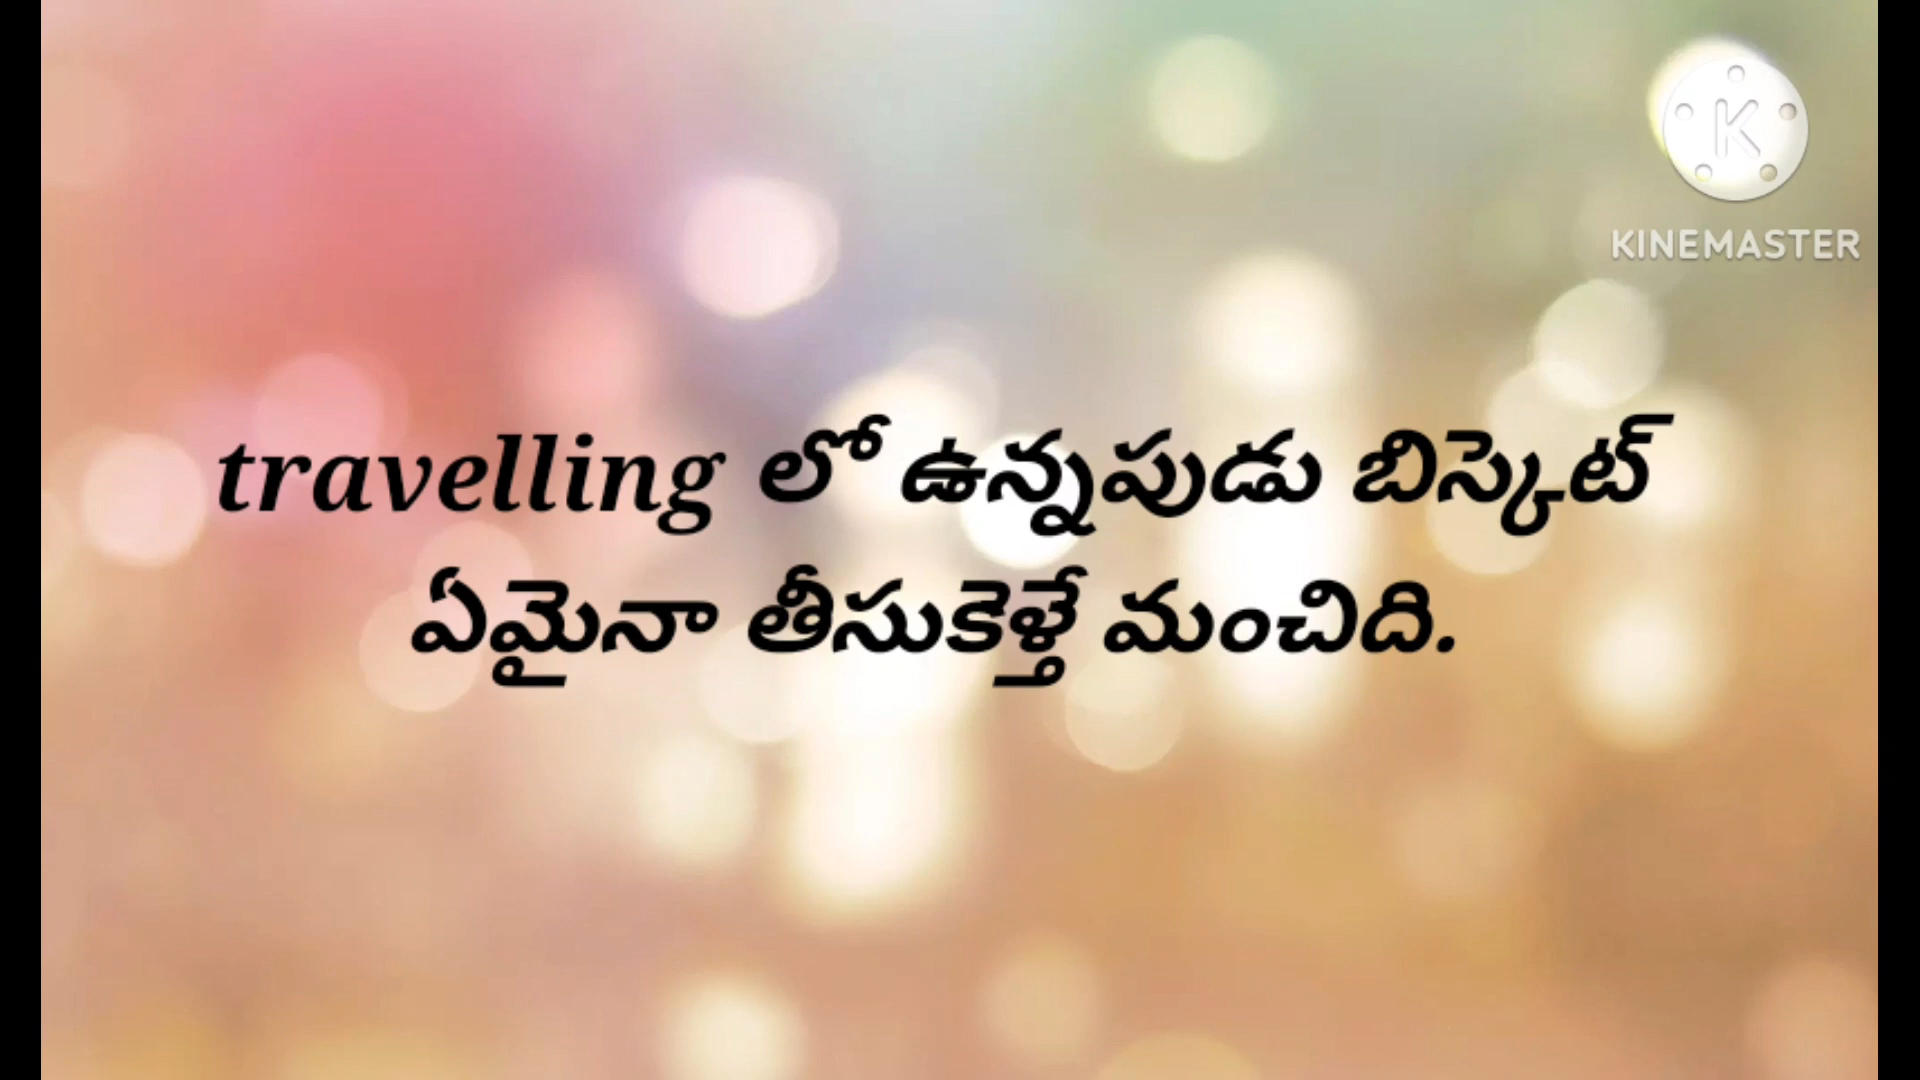 K
KINEMASTER
travelling లో ఉన్నపుడు బిస్కెట్
ఏమైనా తీసుకెళ్తే మంచిది.